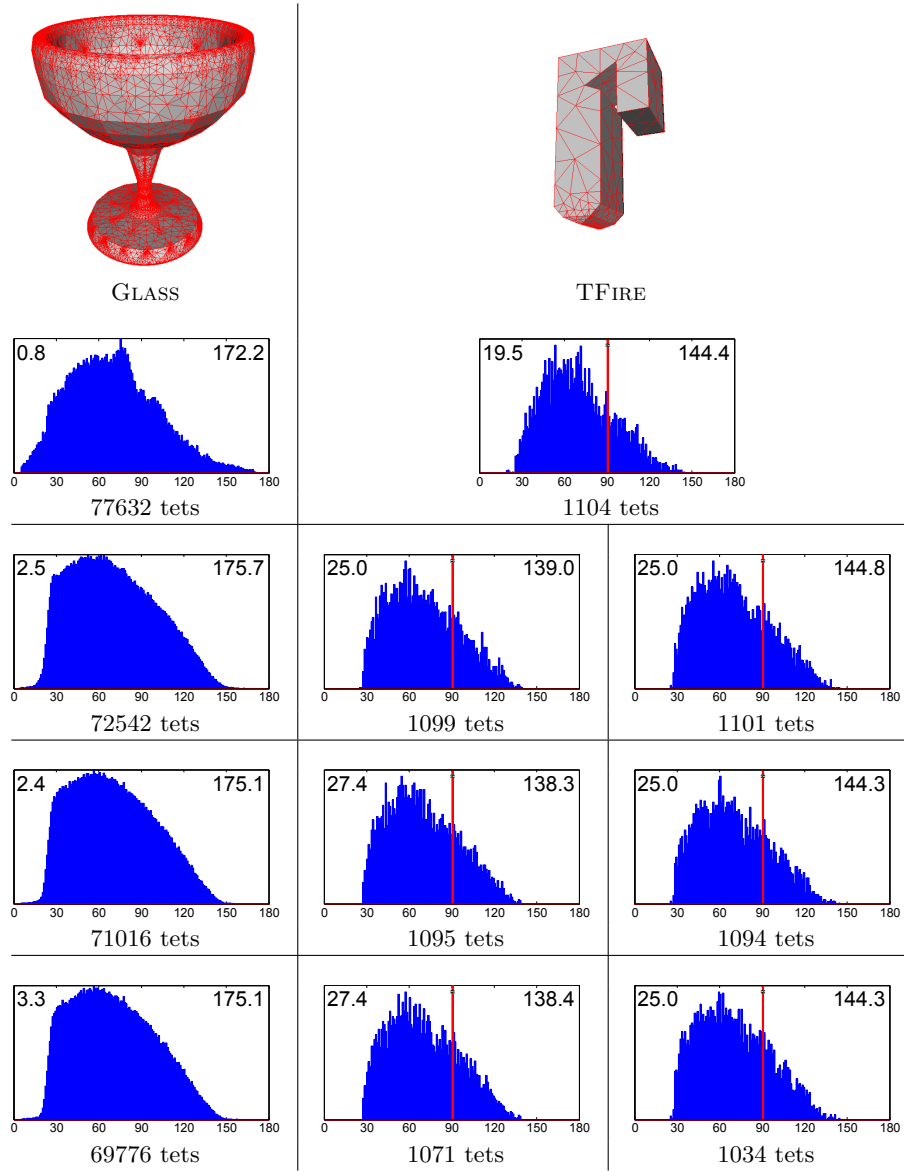 GLASS TFIRE
0.8 172.2 19.5 144.4
0 30 60 90 120 150 180 0 30 60 90 120 150 180
77632 tets 1104 tets
2.5 175.7 25.0 139.0 25.0 144.8
0 30 60 90 120 150 180 0 30 60 90 120 150 180 0 30 60 90 120 150 180
72542 tets 1099 tets 1101 tets
2.4 175.1 27.4 138.3 25.0 144.3
0 30 60 90 120 150 180 0 30 60 90 120 150 180 0 30 60 90 120 150 180
71016 tets 1095 tets 1094 tets
3.3 175.1 27.4 138.4 25.0 144.3
0 30 60 90 120 150 180 0 30 60 90 120 150 180 0 30 60 90 120 150 180
69776 tets 1071 tets 1034 tets